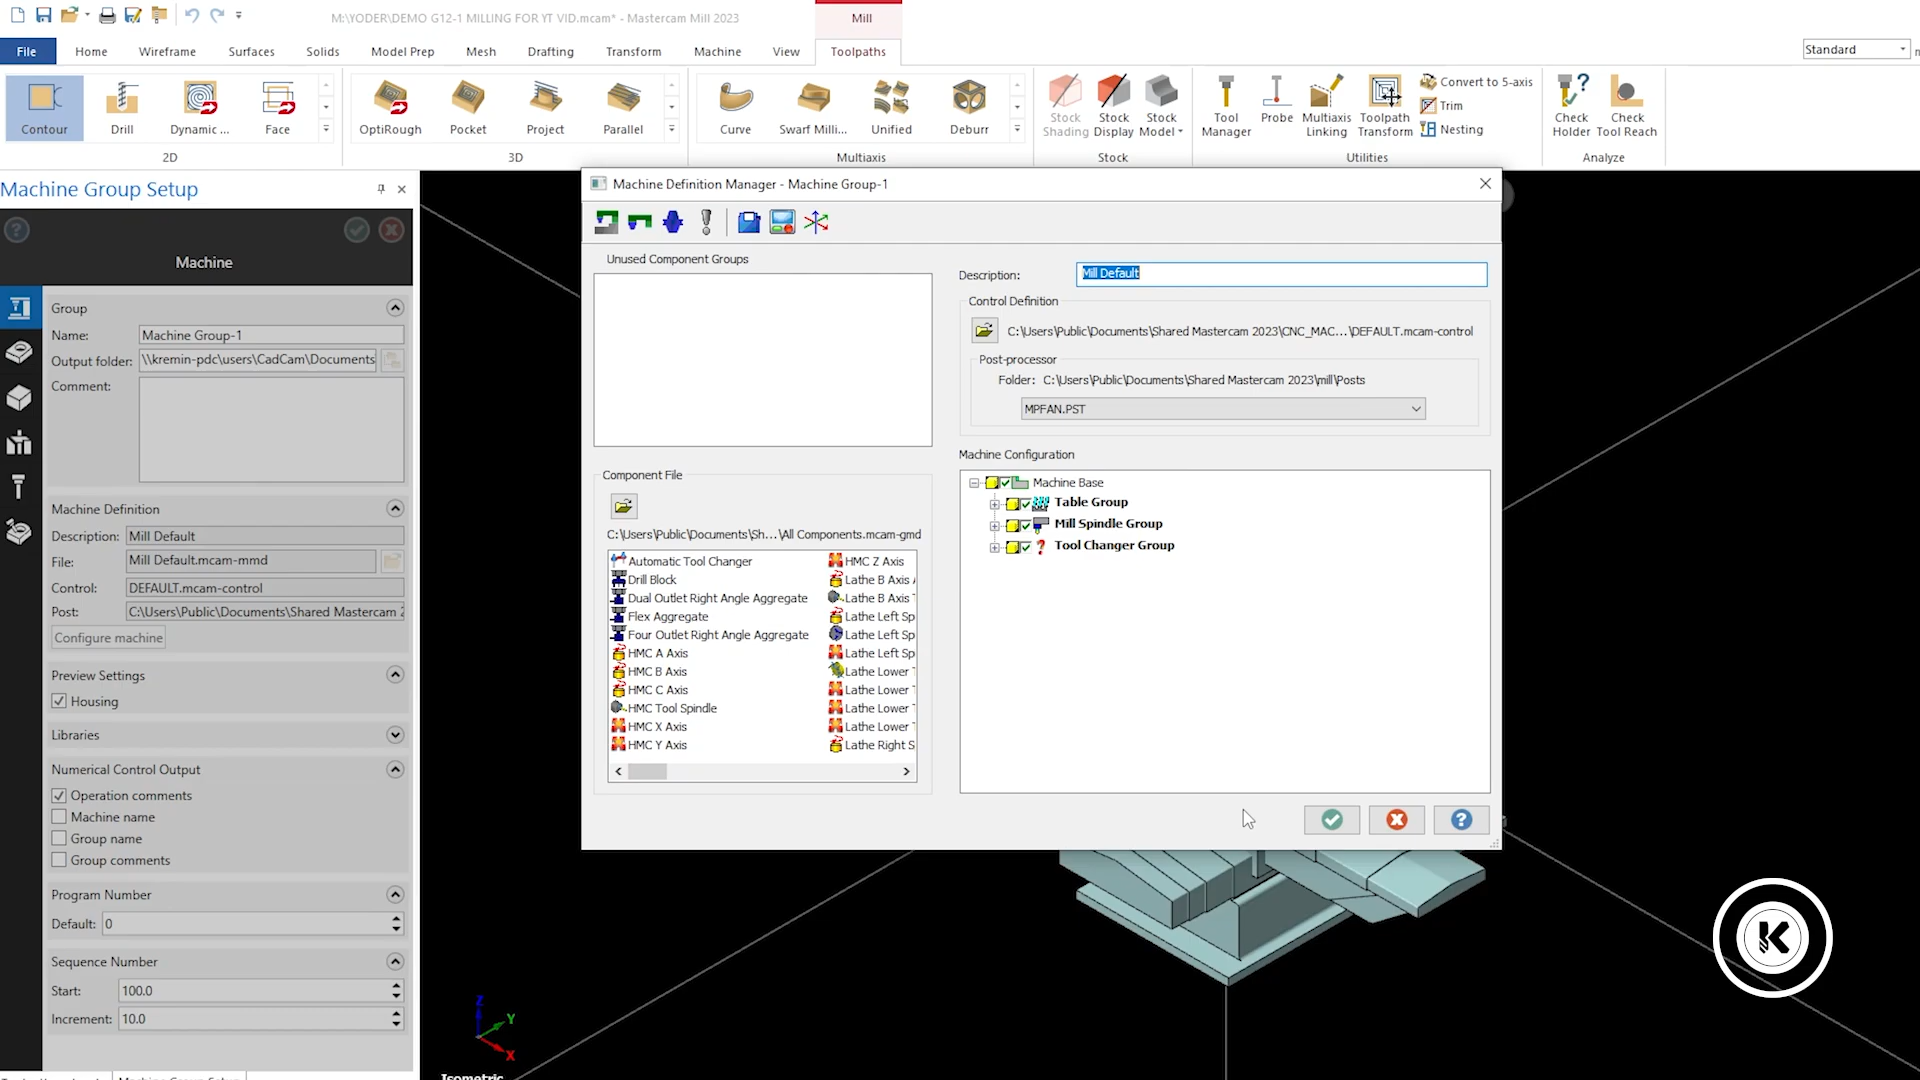 M:\YODER\DEMO G12-1 MILLING FOR YT VID.mcam* - Mastercam Mill 2023
Mill
File Home Wireframe Surfaces Solids Model Prep Mesh Drafting Transform Machine View Toolpaths
Standard
Contour Drill Dynamic ... Face
OptiRough Pocket Project Parallel
Curve Swarf Milli... Unified Deburr
Stock Shading
Stock Display
Stock Model
Tool Manager
Probe
Multiaxis Linking
Toolpath Transform
Convert to 5-axis
Trim
Nesting
Check Holder
Check Tool Reach
2D 3D Multiaxis Stock Utilities Analyze
Machine Group Setup
Machine
Group
Name: Machine Group-1
Output folder: \\kremin-pdc\users\CadCam\Documents
Comment:
Machine Definition
Description: Mill Default
File: Mill Default.mcam-mmd
Control: DEFAULT.mcam-control
Post: C:\Users\Public\Documents\Shared Mastercam 2
Configure machine
Preview Settings
Housing
Libraries
Numerical Control Output
Operation comments
Machine name
Group name
Group comments
Program Number
Default: 0
Sequence Number
Start: 100.0
Increment: 10.0
Machine Group Setup
Machine Definition Manager - Machine Group-1
Unused Component Groups
Component File
C:\Users\Public\Documents\Sh...\All Components.mcam-gmd
Automatic Tool Changer
Drill Block
Dual Outlet Right Angle Aggregate
Flex Aggregate
Four Outlet Right Angle Aggregate
HMC A Axis
HMC B Axis
HMC C Axis
HMC Tool Spindle
HMC X Axis
HMC Y Axis
HMC Z Axis
Lathe B Axis
Lathe B Axis
Lathe Left Sp
Lathe Left Sp
Lathe Left Sp
Lathe Lower
Lathe Lower
Lathe Lower
Lathe Lower
Lathe Right S
Description: Mill Default
Control Definition
C:\Users\Public\Documents\Shared Mastercam 2023\CNC_MAC...\DEFAULT.mcam-control
Post-processor
Folder: C:\Users\Public\Documents\Shared Mastercam 2023\mill\Posts
MPFAN.PST
Machine Configuration
Machine Base
Table Group
Mill Spindle Group
Tool Changer Group
Z
Y
X
Isometric
K